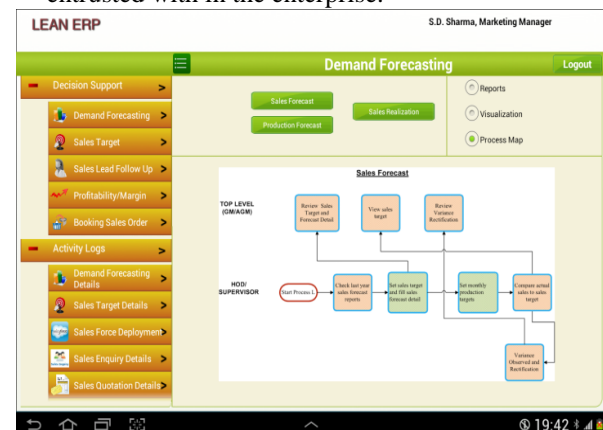 entrusted with in the enterprise.
LEAN ERP
S.D. Sharma, Marketing Manager
Demand Forecasting
Logout
Decision Support >
Demand Forecasting >
Sales Target >
Sales Lead Follow Up >
Profitability/Margin >
Booking Sales Order >
Activity Logs >
Demand Forecasting
Details >
Sales Target Details >
Sales Force Deployment>
Sales Enquiry Details >
Sales Quotation Details>
Sales Forecast
Production Forecast
Sales Realization
Reports
Visualization
Process Map
Sales Forecast
TOP LEVEL
(GM/AGM)
Review Sales
Target and
Forecast Detail
View sales
target
Review
Variance
Rectification
HOD/
SUPERVISOR
Start Process L
Check last year
sales forecast
reports
Set sales target
and fill sales
forecast detail
Set monthly
production
targets
Compare actual
sales to sales
target
Variance
Observed and
Rectification
19:42